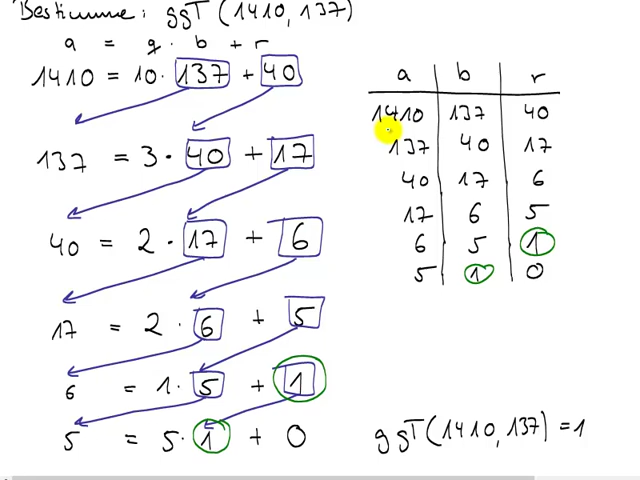 Bestimme: ggT(1410,137)
a = q · b + r
1410 = 10 · 137 + 40
137 = 3 · 40 + 17
40 = 2 · 17 + 6
17 = 2 · 6 + 5
6 = 1 · 5 + 1
5 = 5 · 1 + 0
a b r
1410 137 40
137 40 17
40 17 6
17 6 5
6 5 1
5 1 0
ggT(1410,137) = 1